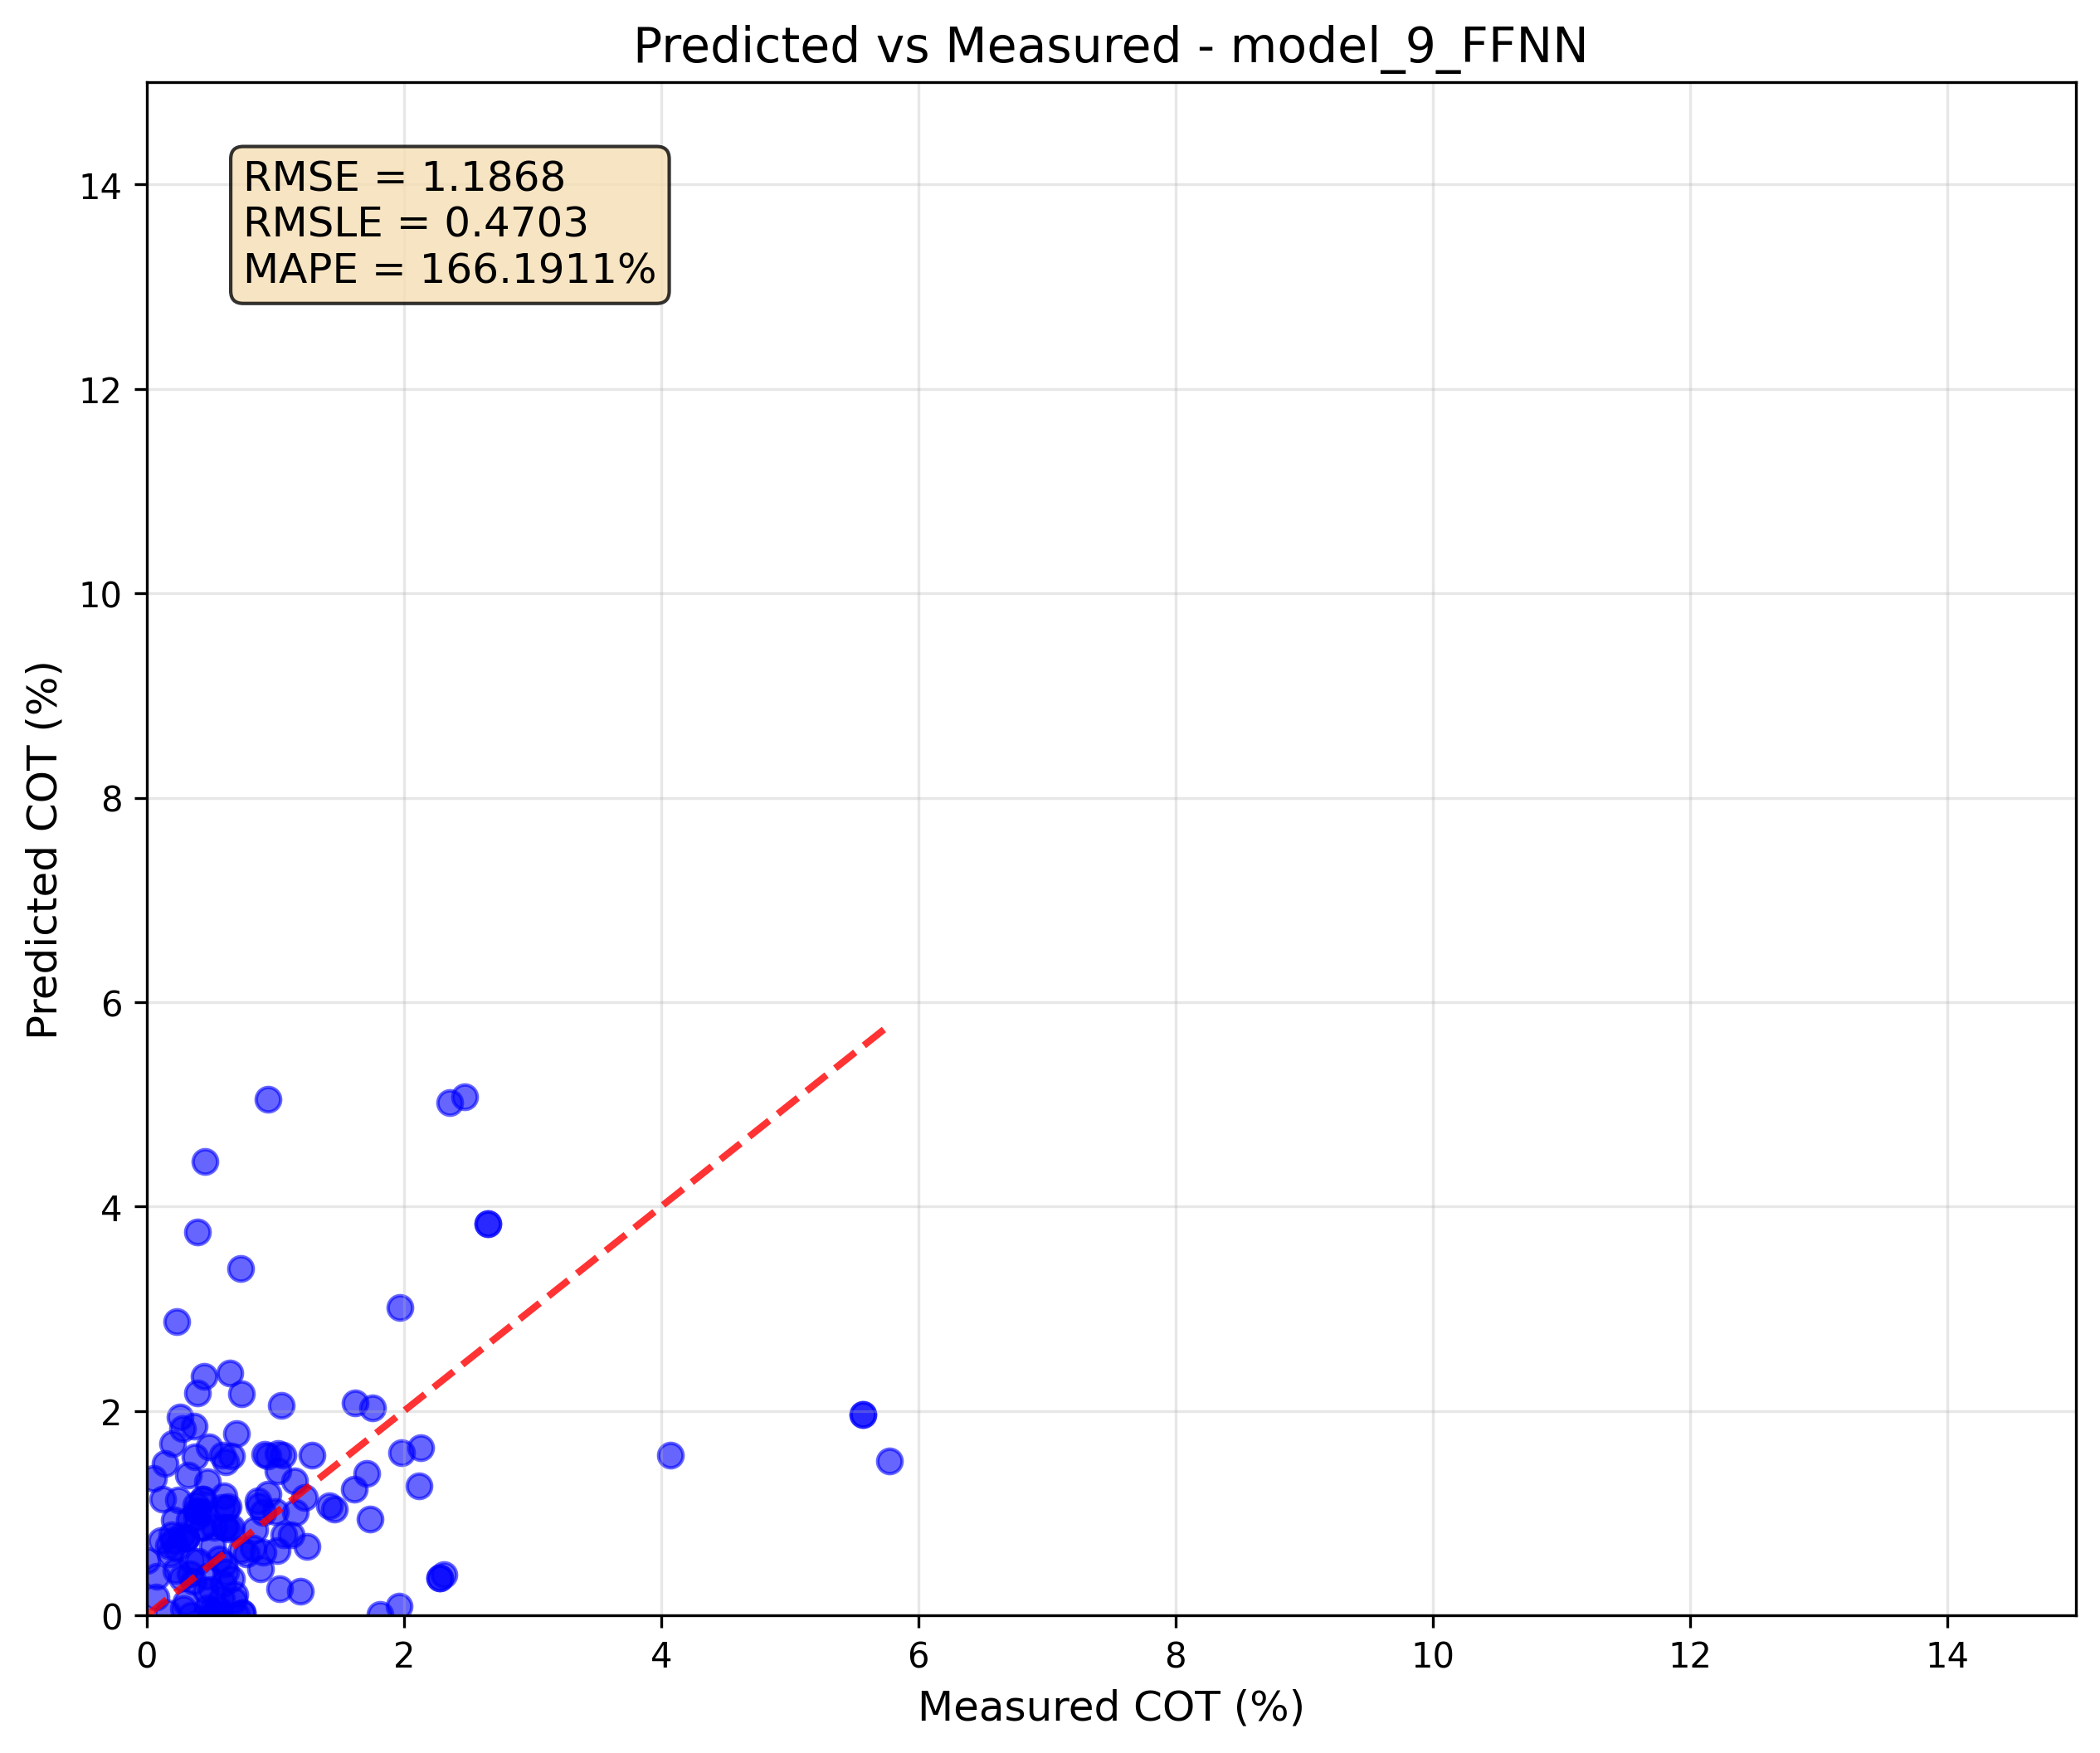 Predicted vs Measured - model_9_FFNN
RMSE = 1.1868
RMSLE = 0.4703
MAPE = 166.1911%
14
12
10
8
6
4
2
0
Predicted COT (%)
0 2 4 6 8 10 12 14
Measured COT (%)